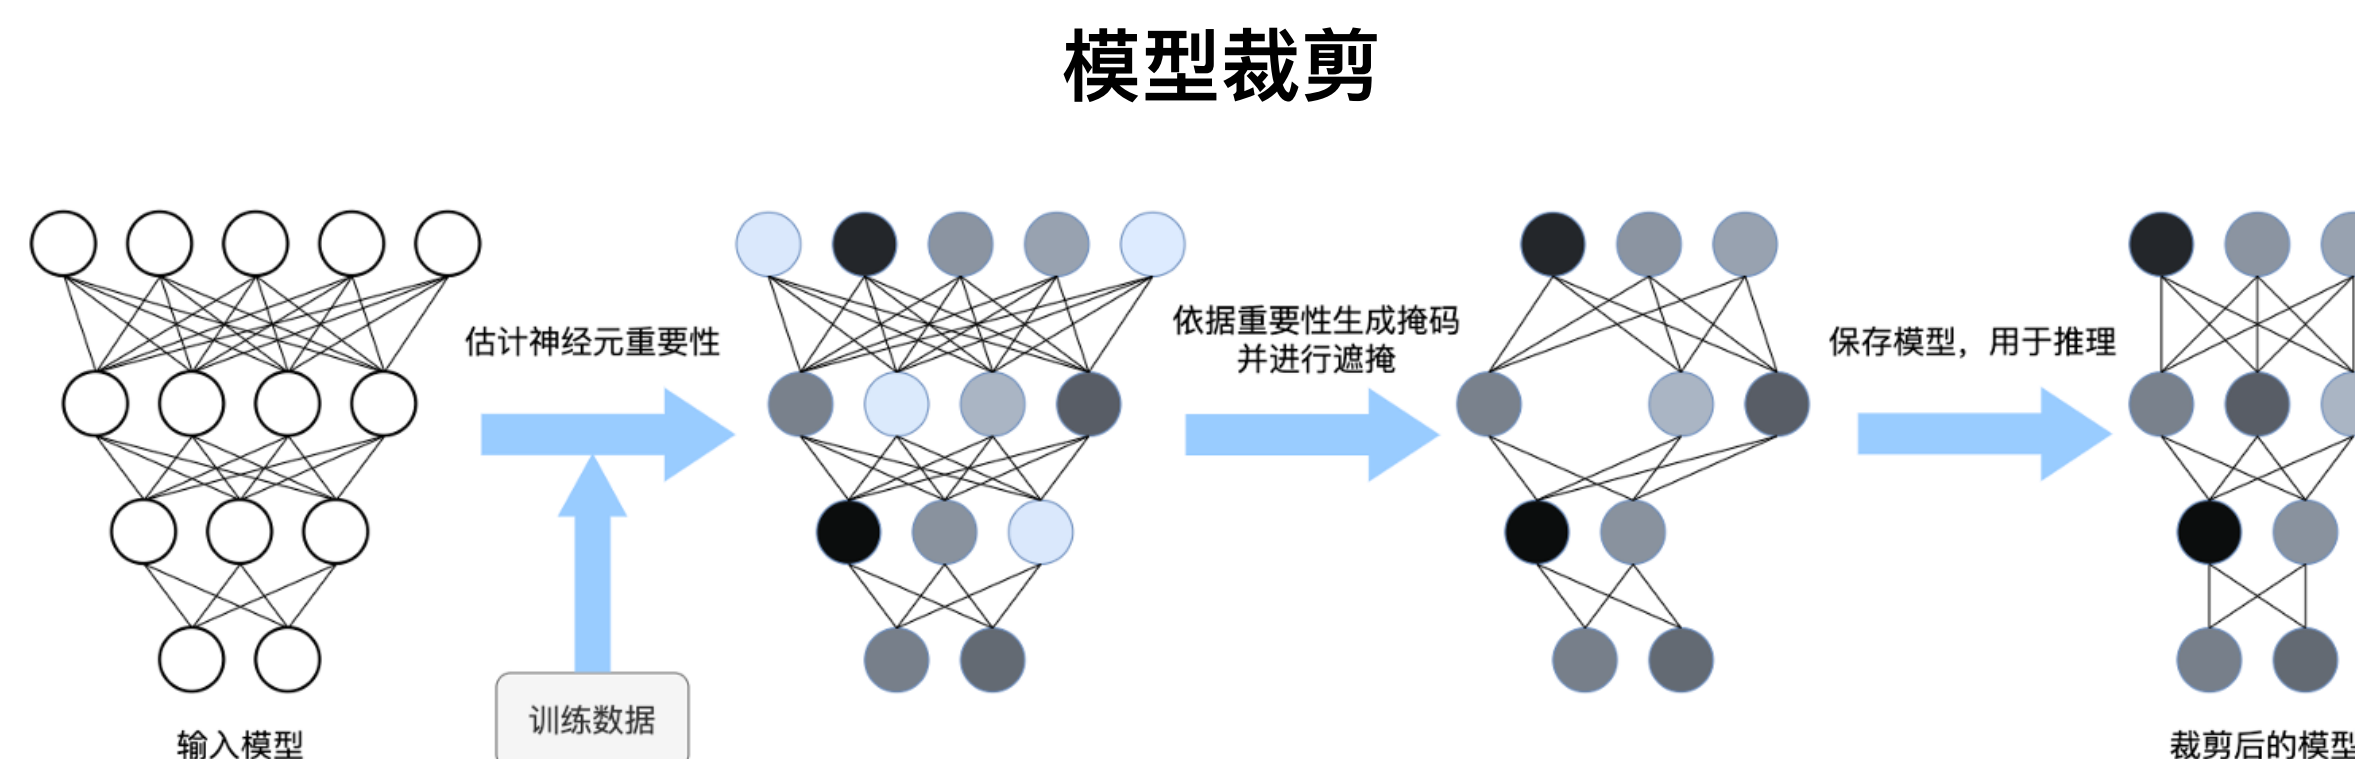 模型裁剪
估计神经元重要性
依据重要性生成掩码
并进行遮掩
保存模型，用于推理
训练数据
输入模型
裁剪后的模型